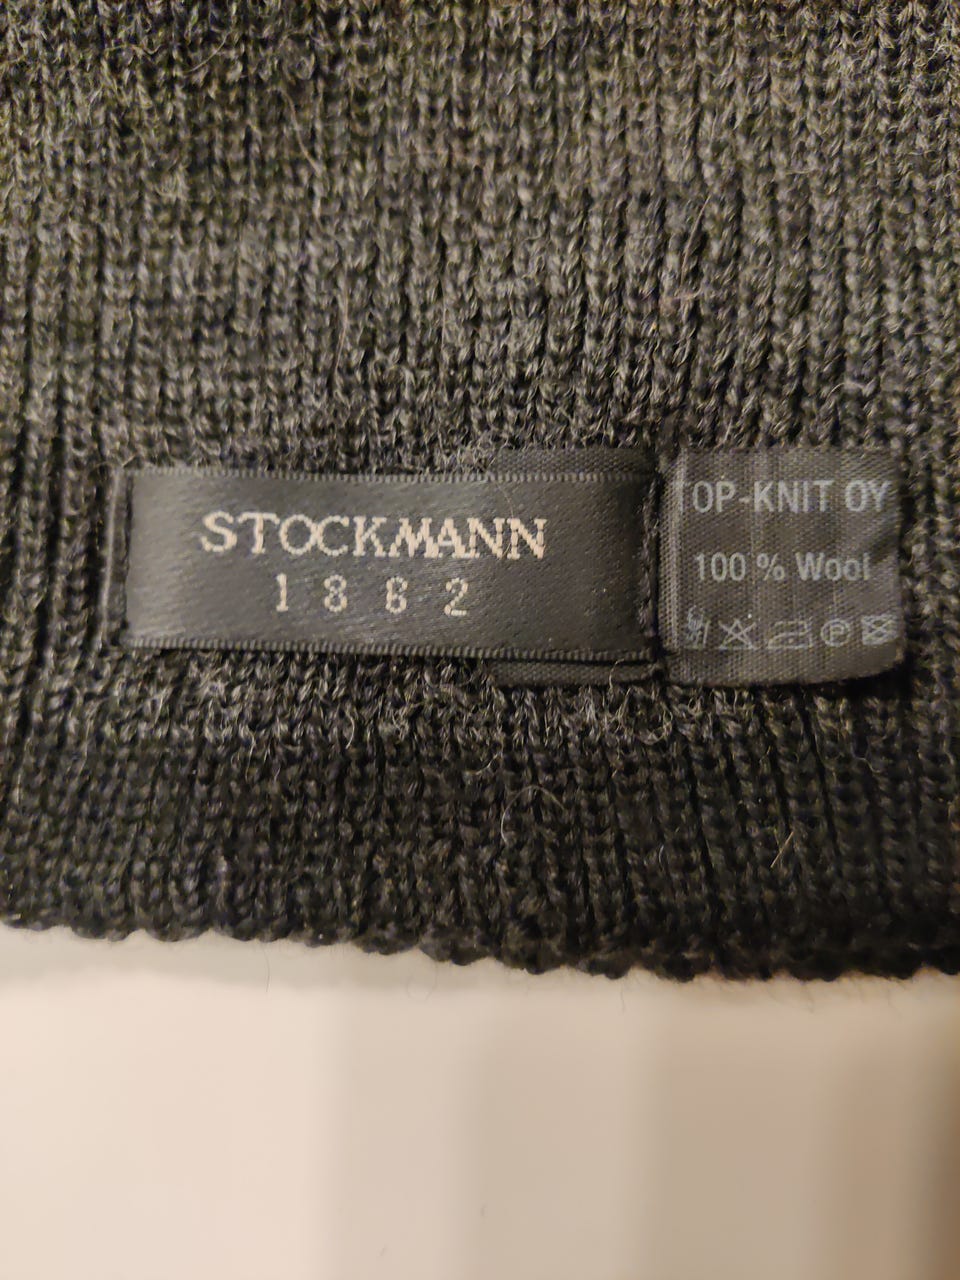 STOCKMANN
1862
OP-KNIT OY
100 % Wool
P